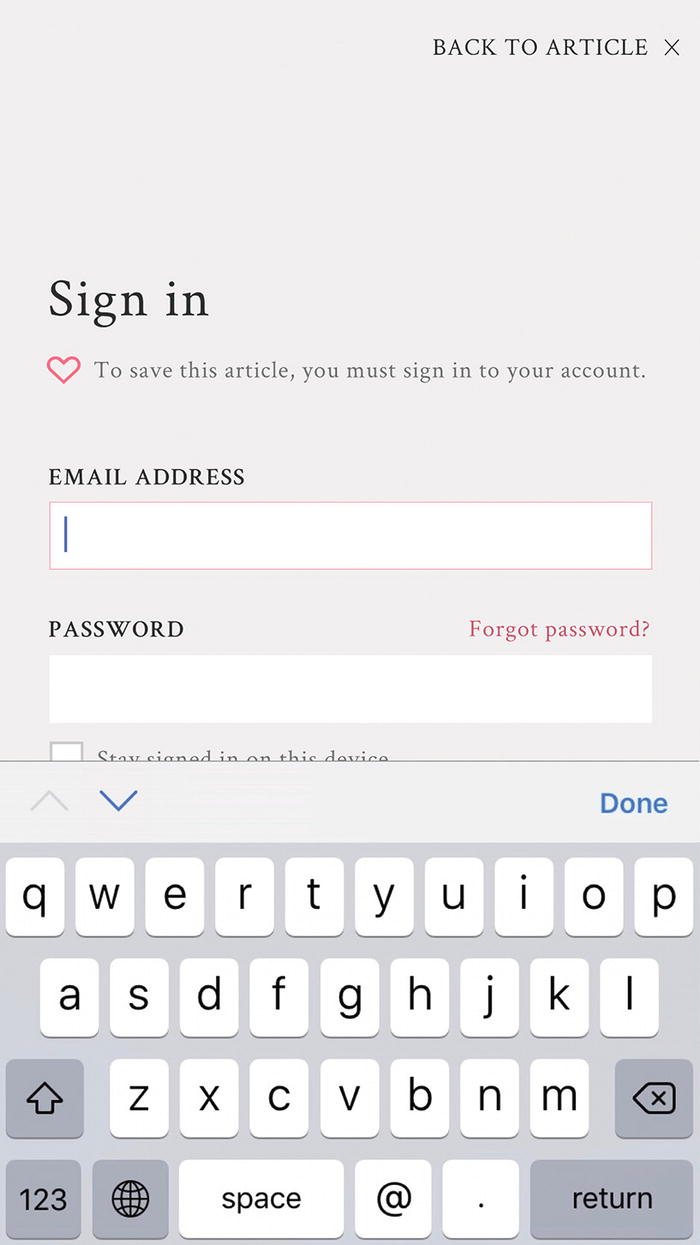 BACK TO ARTICLE
Sign in
To save this article, you must sign in to your account.
EMAIL ADDRESS
PASSWORD Forgot password?
Stay signed in on this device
Done
q w e r t y u i o p
a s d f g h j k l
z x c v b n m
123 space @ . return